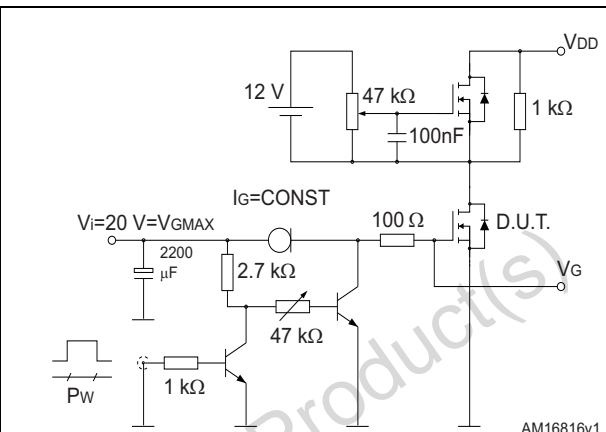 VDD
12 V
47 kΩ
1 kΩ
100nF
IG=CONST
Vi=20 V=VGMAX
100 Ω
D.U.T.
2200
μF
2.7 kΩ
VG
47 kΩ
1 kΩ
PW
AM16816v1
Product(s)